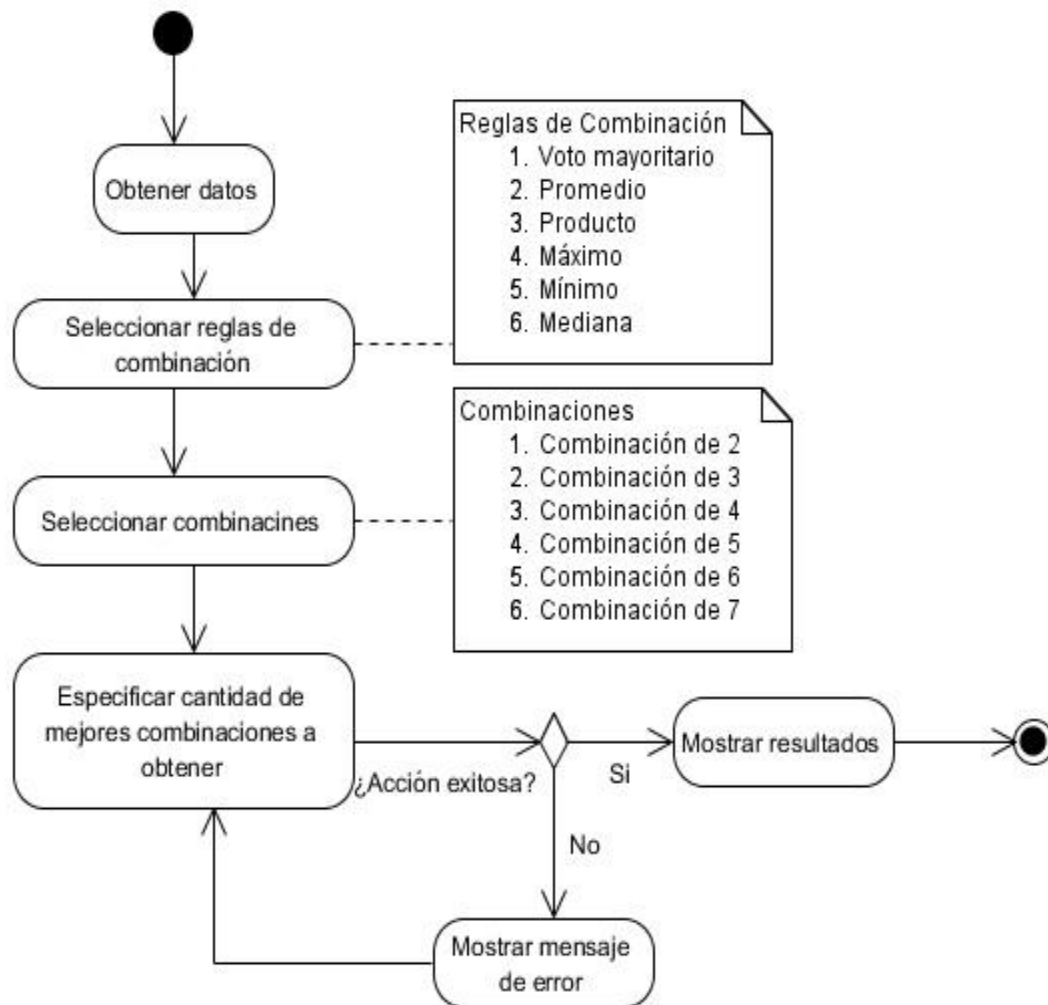 Obtener datos
Seleccionar reglas de
combinación
Reglas de Combinación
1. Voto mayoritario
2. Promedio
3. Producto
4. Máximo
5. Mínimo
6. Mediana
Seleccionar combinacines
Combinaciones
1. Combinación de 2
2. Combinación de 3
3. Combinación de 4
4. Combinación de 5
5. Combinación de 6
6. Combinación de 7
Especificar cantidad de
mejores combinaciones a
obtener
¿Acción exitosa?
Si
Mostrar resultados
No
Mostrar mensaje
de error